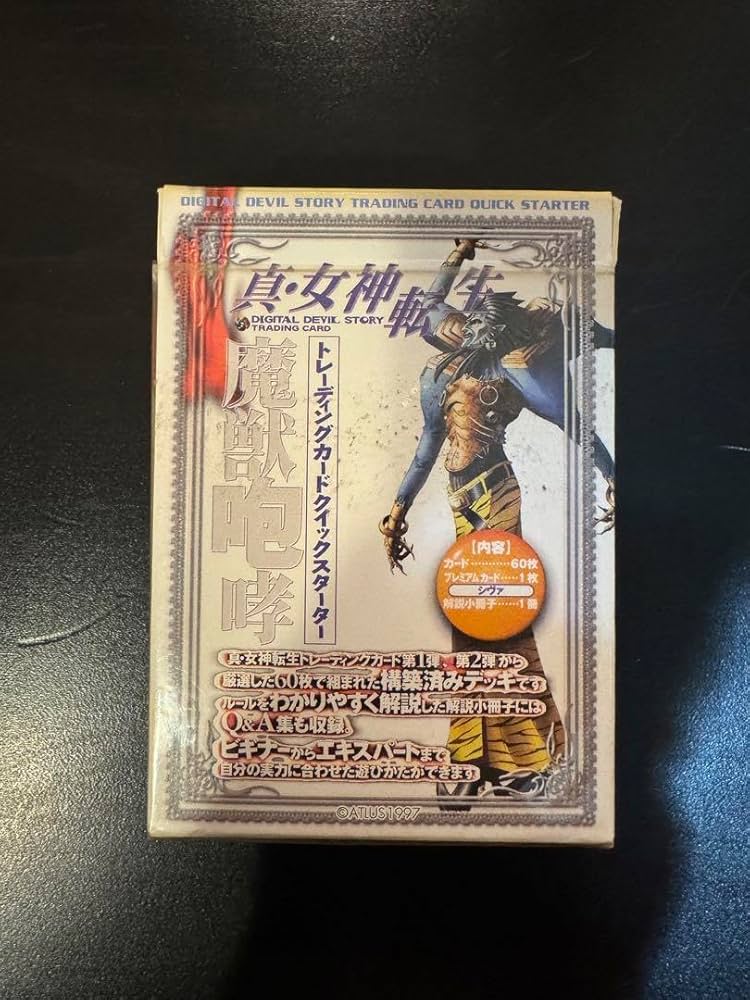 DIGITAL DEVIL STORY TRADING CARD QUICK STARTER
真・女神転生
DIGITAL DEVIL STORY
TRADING CARD
トレーディングカードクイックスターター
魔獣咆哮
【内容】
カード…………60枚
プレミアムカード……1枚
シヴァ
解説小冊子……1冊
真・女神転生トレーディングカード第1弾、第2弾から
厳選した60枚で組まれた構築済みデッキです
ルールをわかりやすく解説した解説小冊子には、
Q&A集も収録。
ビギナーからエキスパートまで
自分の実力に合わせた遊びかたができます
©ATLUS1997